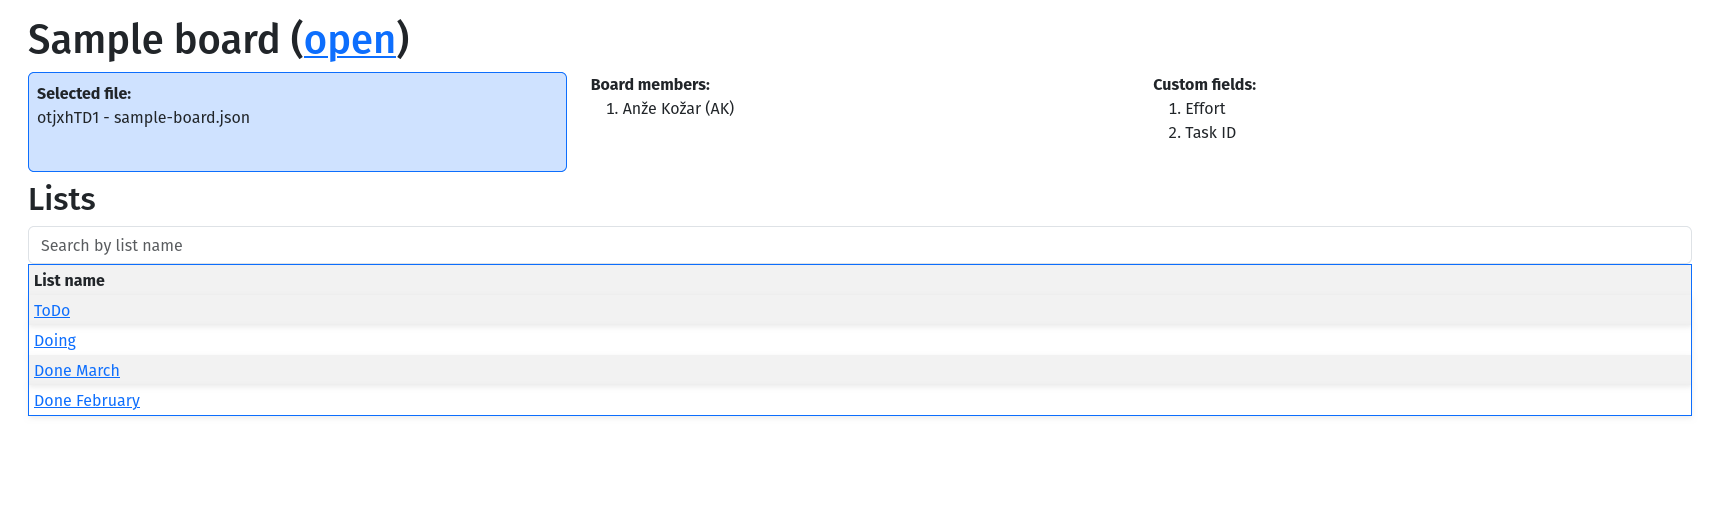 Sample board (open)
Selected file:
otjxhTD1 - sample-board.json
Board members:
1. Anže Kožar (AK)
Custom fields:
1. Effort
2. Task ID
Lists
Search by list name
List name
ToDo
Doing
Done March
Done February